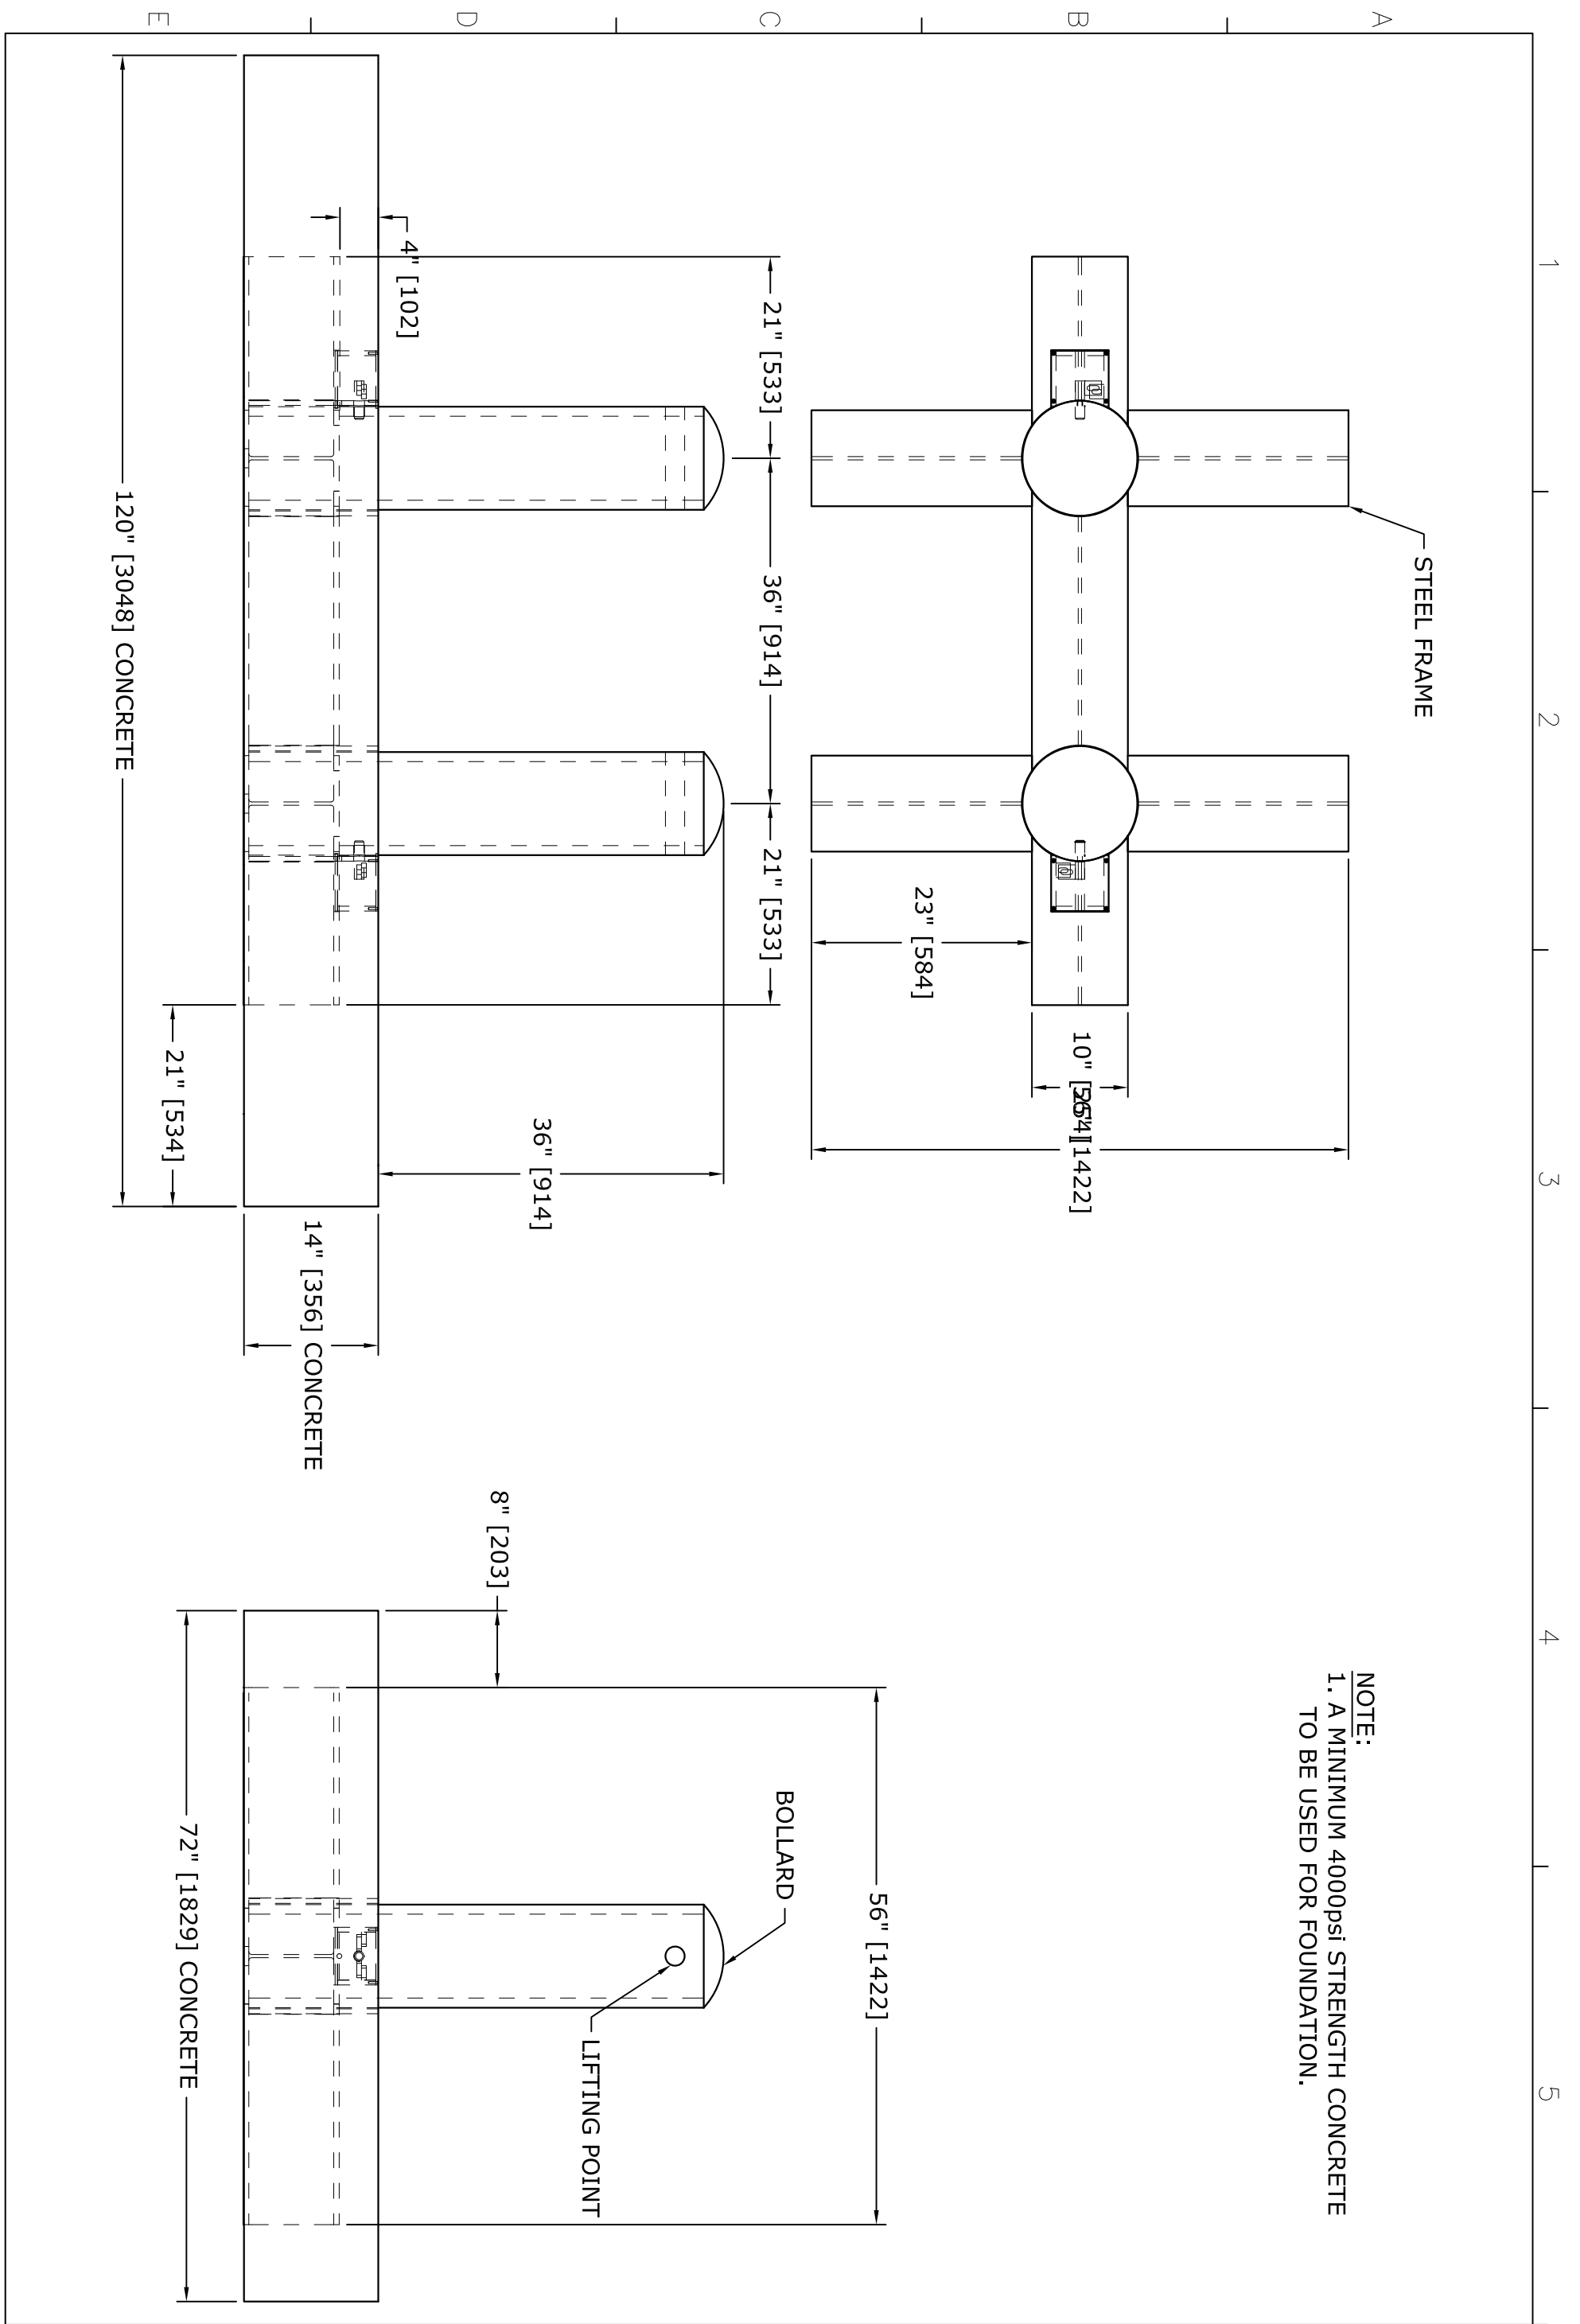 1
2
3
4
5
A
B
C
D
E
STEEL FRAME
NOTE:
1. A MINIMUM 4000psi STRENGTH CONCRETE
TO BE USED FOR FOUNDATION.
10" [254]
56" [1422]
23" [584]
21" [533]
36" [914]
21" [533]
56" [1422]
BOLLARD
LIFTING POINT
36" [914]
8" [203]
4" [102]
14" [356] CONCRETE
21" [534]
72" [1829] CONCRETE
120" [3048] CONCRETE